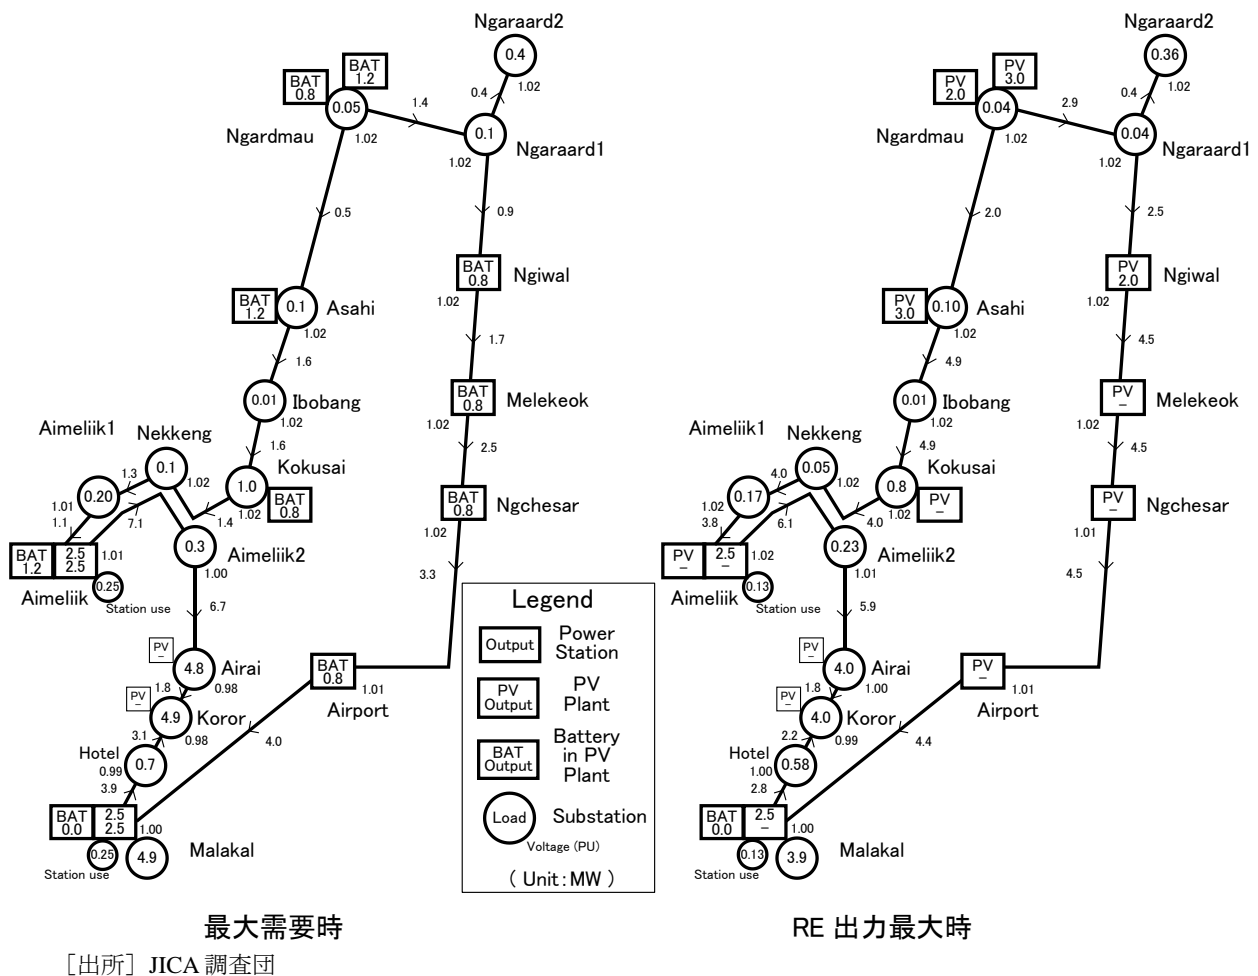 Ngaraard2
0.4
BAT
1.2
BAT
0.8
0.05
1.4
0.4
1.02
Ngardmau
1.02
0.1
1.02
Ngaraard1
0.5
0.9
BAT
0.8
Ngiwal
1.02
BAT
1.2
0.1
Asahi
1.02
1.7
1.6
0.01
Ibobang
1.02
BAT
0.8
Melekeok
1.02
Aimeliik1
Nekkeng
0.1
1.6
2.5
Kokusai
1.3
1.02
1.0
1.02
BAT
0.8
0.20
1.01
1.1
7.1
1.4
BAT
0.8
Ngchesar
1.02
0.3
Aimeliik2
1.00
BAT
1.2
2.5
2.5
1.01
Aimeliik
0.25
Station use
3.3
6.7
PV
–
4.8
Airai
0.98
1.8
PV
–
4.9
Koror
0.98
BAT
0.8
1.01
Airport
3.1
Hotel
0.99
0.7
4.0
3.9
BAT
0.0
2.5
2.5
1.00
0.25
Station use
4.9
Malakal
最大需要時
Legend
Output
Power
Station
PV
Output
PV
Plant
BAT
Output
Battery
in PV
Plant
Load
Substation
Voltage (PU)
( Unit:MW )
Ngaraard2
0.36
PV
3.0
PV
2.0
0.04
2.9
0.4
1.02
Ngardmau
1.02
0.04
1.02
Ngaraard1
2.0
2.5
PV
2.0
Ngiwal
1.02
PV
3.0
0.10
Asahi
1.02
4.5
4.9
0.01
Ibobang
1.02
PV
–
Melekeok
1.02
Aimeliik1
Nekkeng
0.05
4.9
4.5
Kokusai
4.0
1.02
0.8
1.02
PV
–
0.17
1.02
3.8
6.1
4.0
PV
–
Ngchesar
1.01
0.23
Aimeliik2
1.01
PV
–
2.5
–
1.02
Aimeliik
0.13
Station use
4.5
5.9
PV
–
4.0
Airai
1.00
1.8
PV
–
4.0
Koror
0.99
PV
–
1.01
Airport
2.2
Hotel
1.00
0.58
4.4
2.8
BAT
0.0
2.5
–
1.00
0.13
Station use
3.9
Malakal
RE 出力最大時
［出所］JICA 調査団